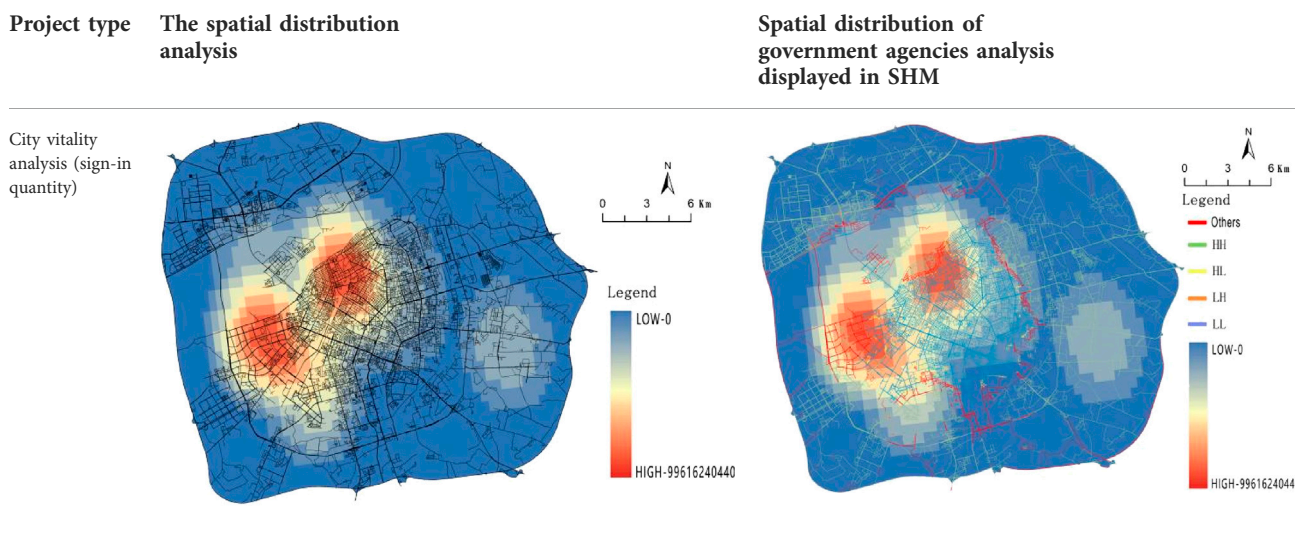 Project type
The spatial distribution
analysis
Spatial distribution of
government agencies analysis
displayed in SHM
City vitality
analysis (sign-in
quantity)
N
0 3 6 Km
Legend
LOW-0
HIGH-99616240440
N
0 3 6 Km
Legend
Others
HH
HL
LH
LL
LOW-0
HIGH-9961624044